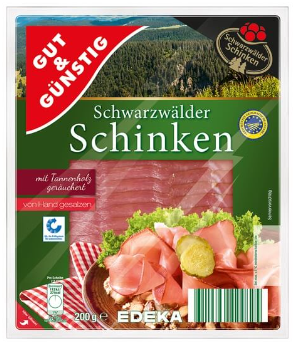 GUT
&
GÜNSTIG
Schwarzwälder
Schinken
Schwarzwälder
Schinken
mit Tannenholz
geräuchert
von Hand gesalzen
200 g e
EDEKA